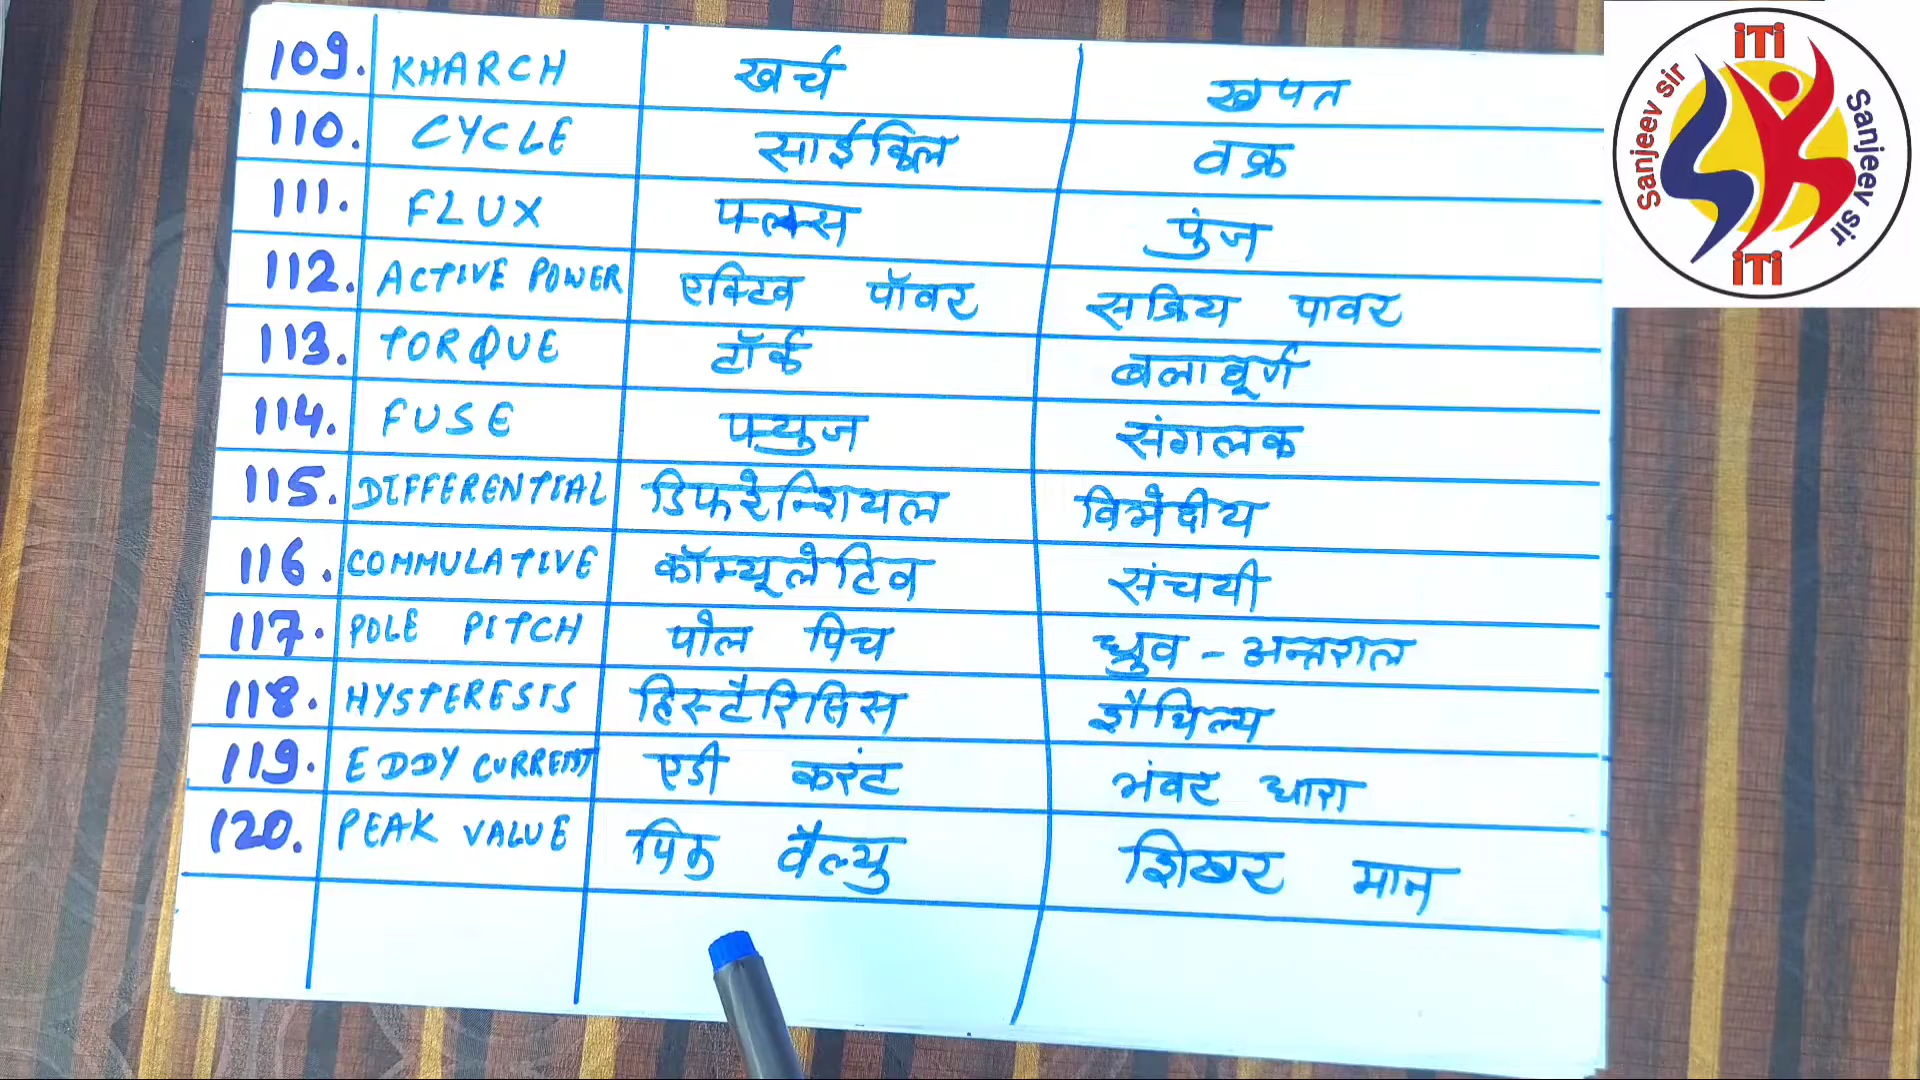 109. KHARCH खर्च खपत
110. CYCLE साईकिल वक्र
111. FLUX फ्लक्स पुंज
112. ACTIVE POWER एक्टिव पॉवर सक्रिय पावर
113. TORQUE टॉर्क बलाघूर्ण
114. FUSE फ्युज संगलक
115. DIFFERENTIAL डिफरेन्शियल विभेदीय
116. COMMULATIVE कॉम्यूलेटिव संचयी
117. POLE PITCH पोल पिच ध्रुव - अन्तराल
118. HYSTERESIS हिस्टैरिसिस शैथिल्य
119. EDDY CURRENT एडी करंट भंवर धारा
120. PEAK VALUE पिक वैल्यु शिखर मान
iTi
Sanjeev sir
Sanjeev sir
iTi